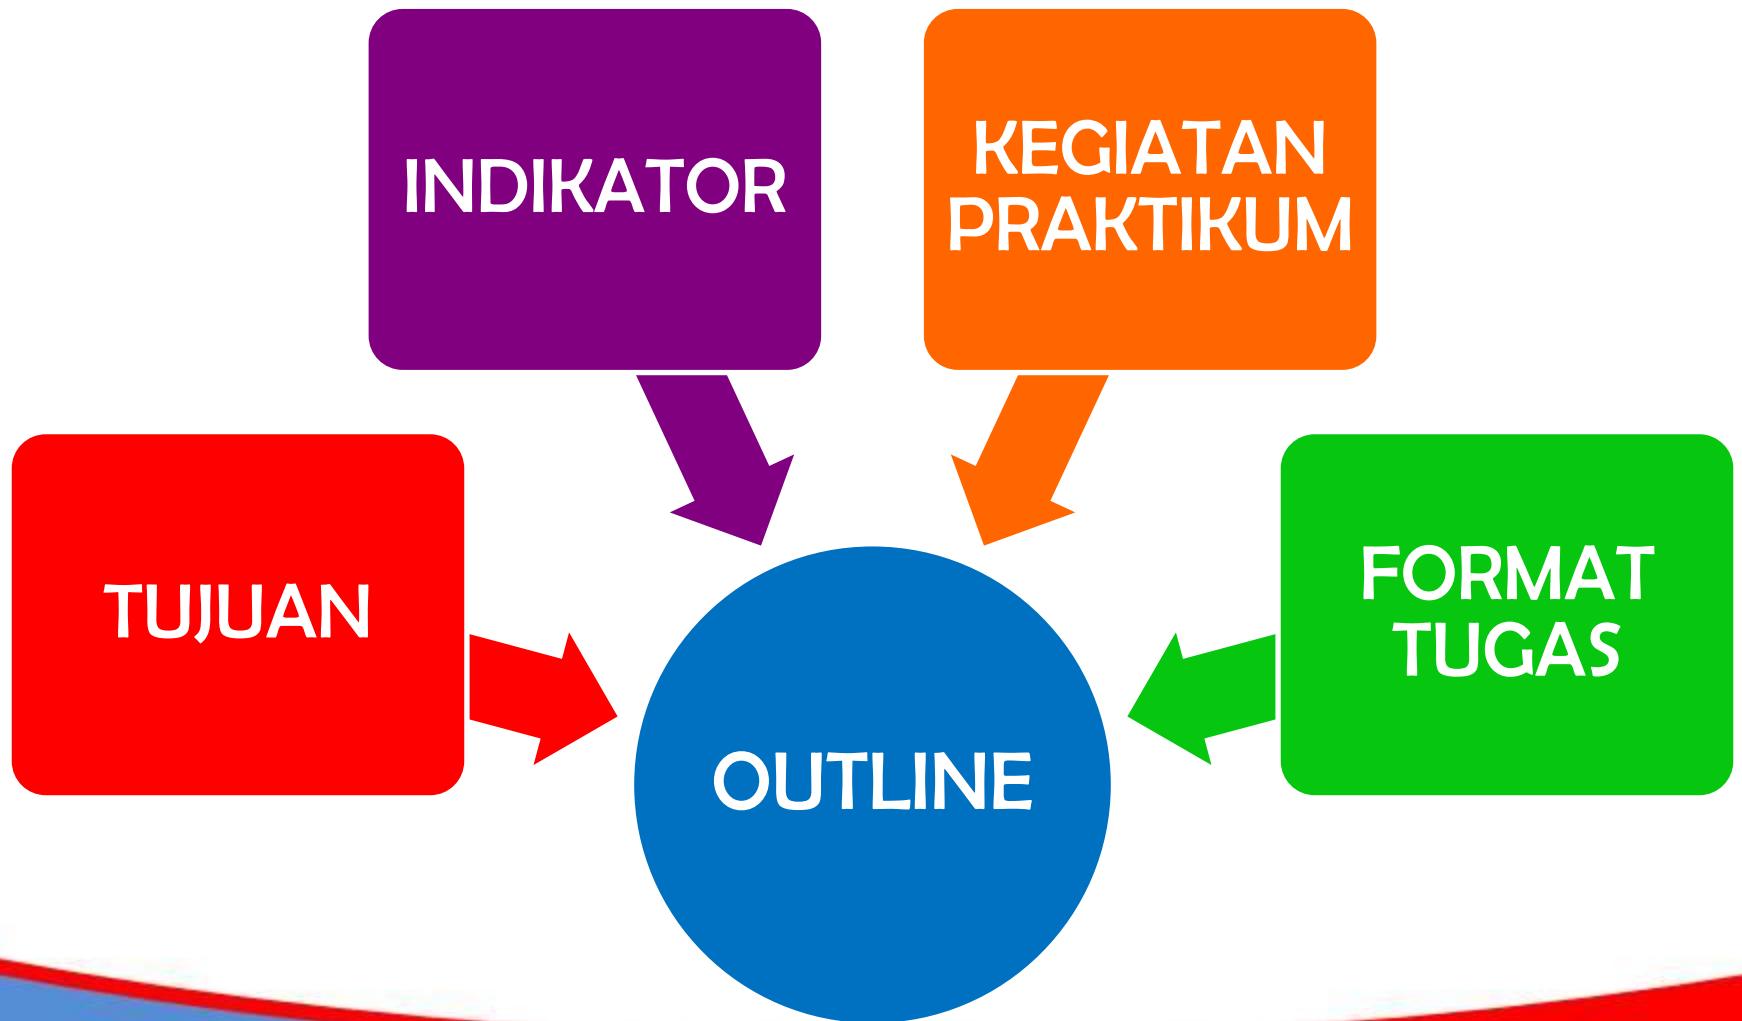 INDIKATOR
KEGIATAN
PRAKTIKUM
TUJUAN
FORMAT
TUGAS
OUTLINE